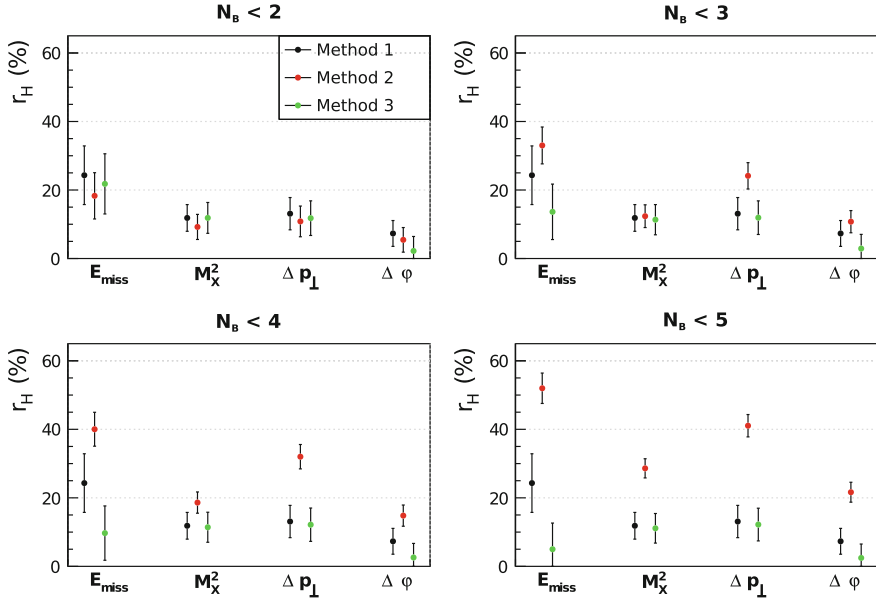 N_B < 2
r_H (%)
60
40
20
0
Method 1
Method 2
Method 3
E_miss M_X^2 Δ p_⊥ Δ φ
N_B < 3
r_H (%)
60
40
20
0
E_miss M_X^2 Δ p_⊥ Δ φ
N_B < 4
r_H (%)
60
40
20
0
E_miss M_X^2 Δ p_⊥ Δ φ
N_B < 5
r_H (%)
60
40
20
0
E_miss M_X^2 Δ p_⊥ Δ φ